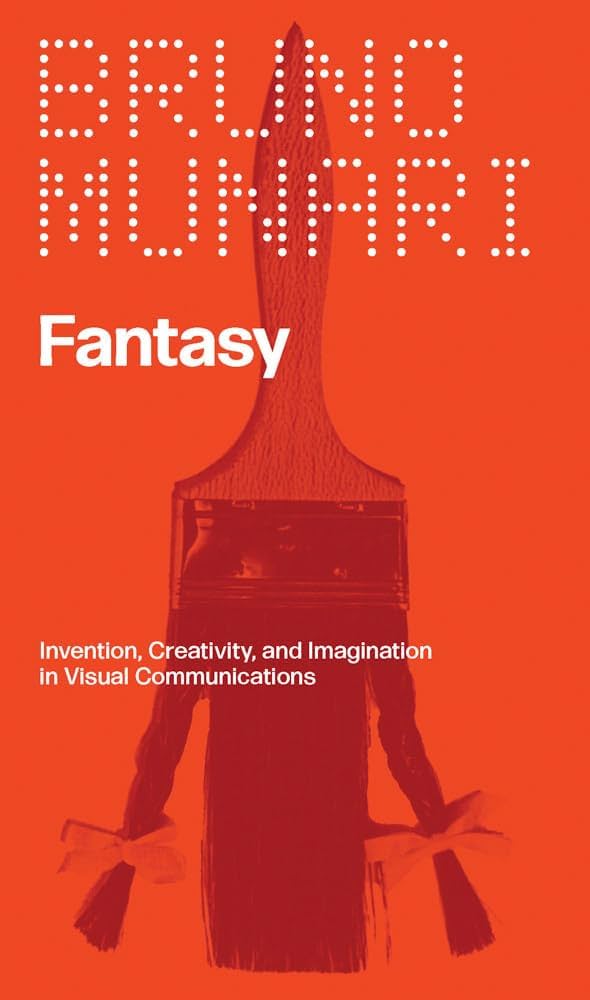 BRUNO
MUNARI
Fantasy
Invention, Creativity, and Imagination
in Visual Communications